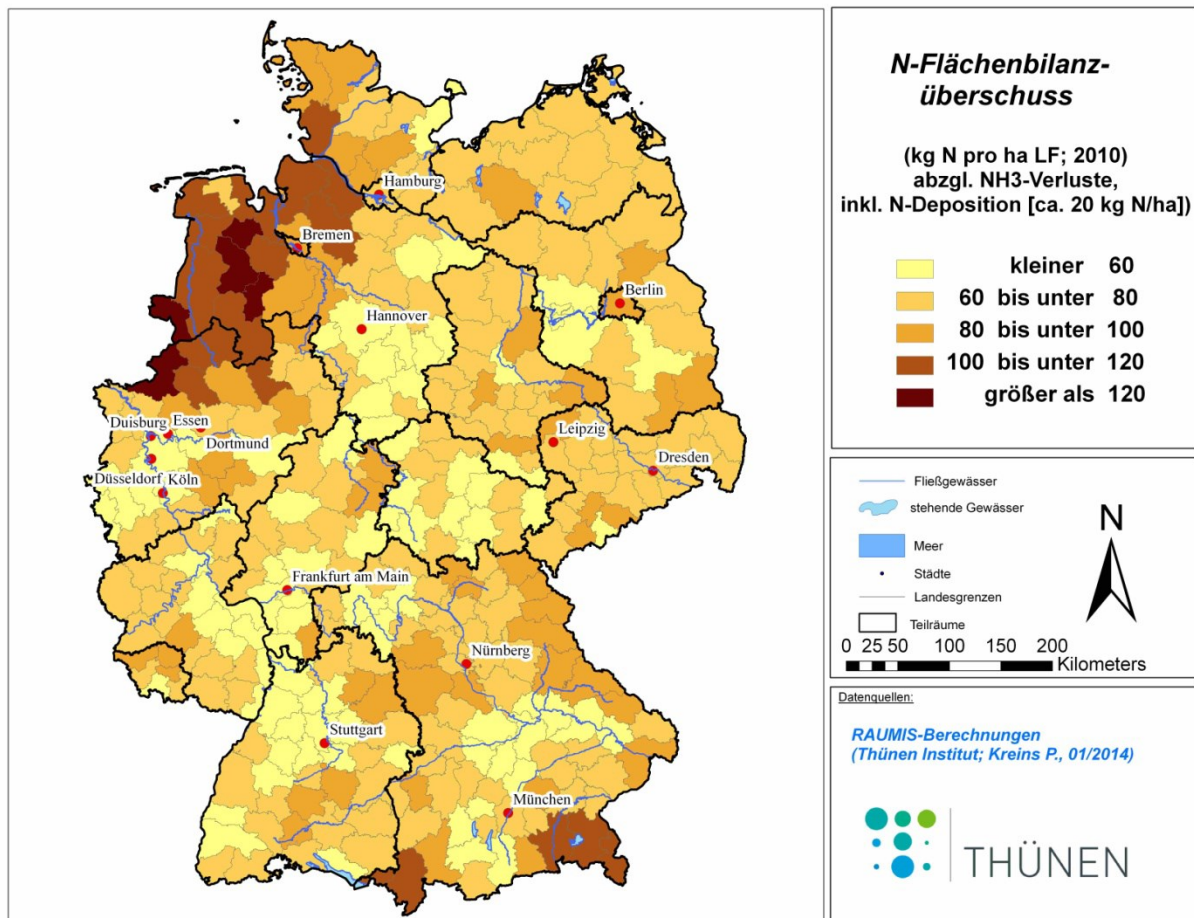 N-Flächenbilanz-
überschuss
(kg N pro ha LF; 2010)
abzgl. NH3-Verluste,
inkl. N-Deposition [ca. 20 kg N/ha])
kleiner 60
60 bis unter 80
80 bis unter 100
100 bis unter 120
größer als 120
Hamburg
Bremen
Berlin
Hannover
Duisburg
Essen
Dortmund
Düsseldorf
Köln
Leipzig
Dresden
Frankfurt am Main
Nürnberg
Stuttgart
München
Fließgewässer
stehende Gewässer
Meer
Städte
Landesgrenzen
Teilräume
N
0 25 50 100 150 200
Kilometers
Datenquellen:
RAUMIS-Berechnungen
(Thünen Institut; Kreins P., 01/2014)
THÜNEN